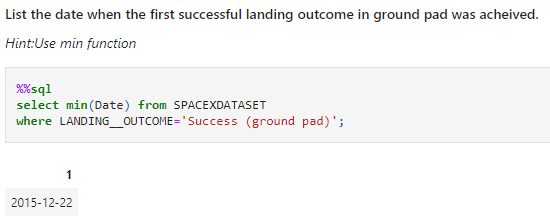 List the date when the first successful landing outcome in ground pad was acheived.
Hint:Use min function
%%sql
select min(Date) from SPACEXDATASET
where LANDING__OUTCOME='Success (ground pad)';
1
2015-12-22